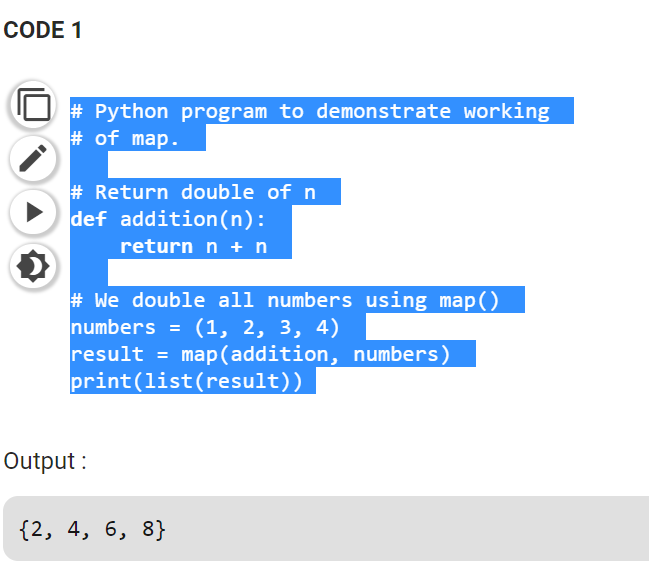 CODE 1
# Python program to demonstrate working
# of map.
# Return double of n
def addition(n):
    return n + n
# We double all numbers using map()
numbers = (1, 2, 3, 4)
result = map(addition, numbers)
print(list(result))
Output :
{2, 4, 6, 8}